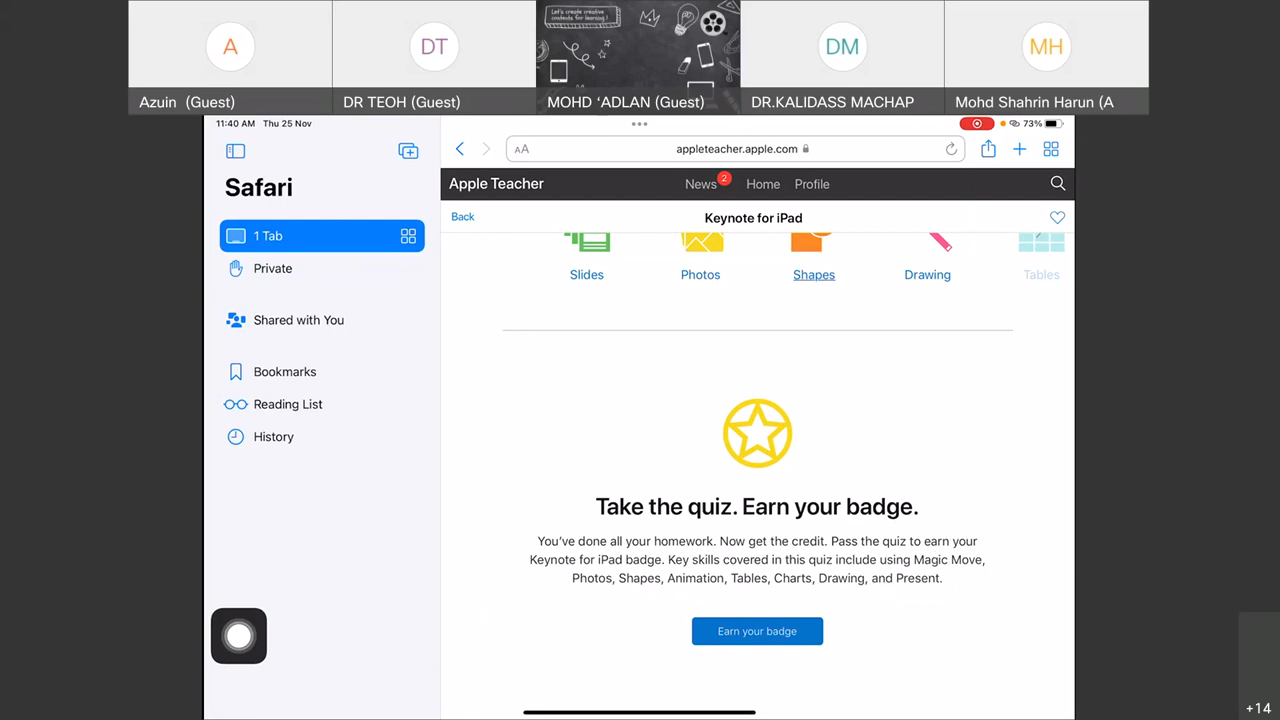 Let's create creative
contents for learning!
A
DT
DM
MH
Azuin (Guest)
DR TEOH (Guest)
MOHD ‘ADLAN (Guest)
DR.KALIDASS MACHAP
Mohd Shahrin Harun (A
11:40 AM Thu 25 Nov
73%
AA
appleteacher.apple.com
Safari
1 Tab
Private
Shared with You
Bookmarks
Reading List
History
Apple Teacher
News
2
Home
Profile
Back
Keynote for iPad
Slides
Photos
Shapes
Drawing
Tables
Take the quiz. Earn your badge.
You’ve done all your homework. Now get the credit. Pass the quiz to earn your
Keynote for iPad badge. Key skills covered in this quiz include using Magic Move,
Photos, Shapes, Animation, Tables, Charts, Drawing, and Present.
Earn your badge
+14